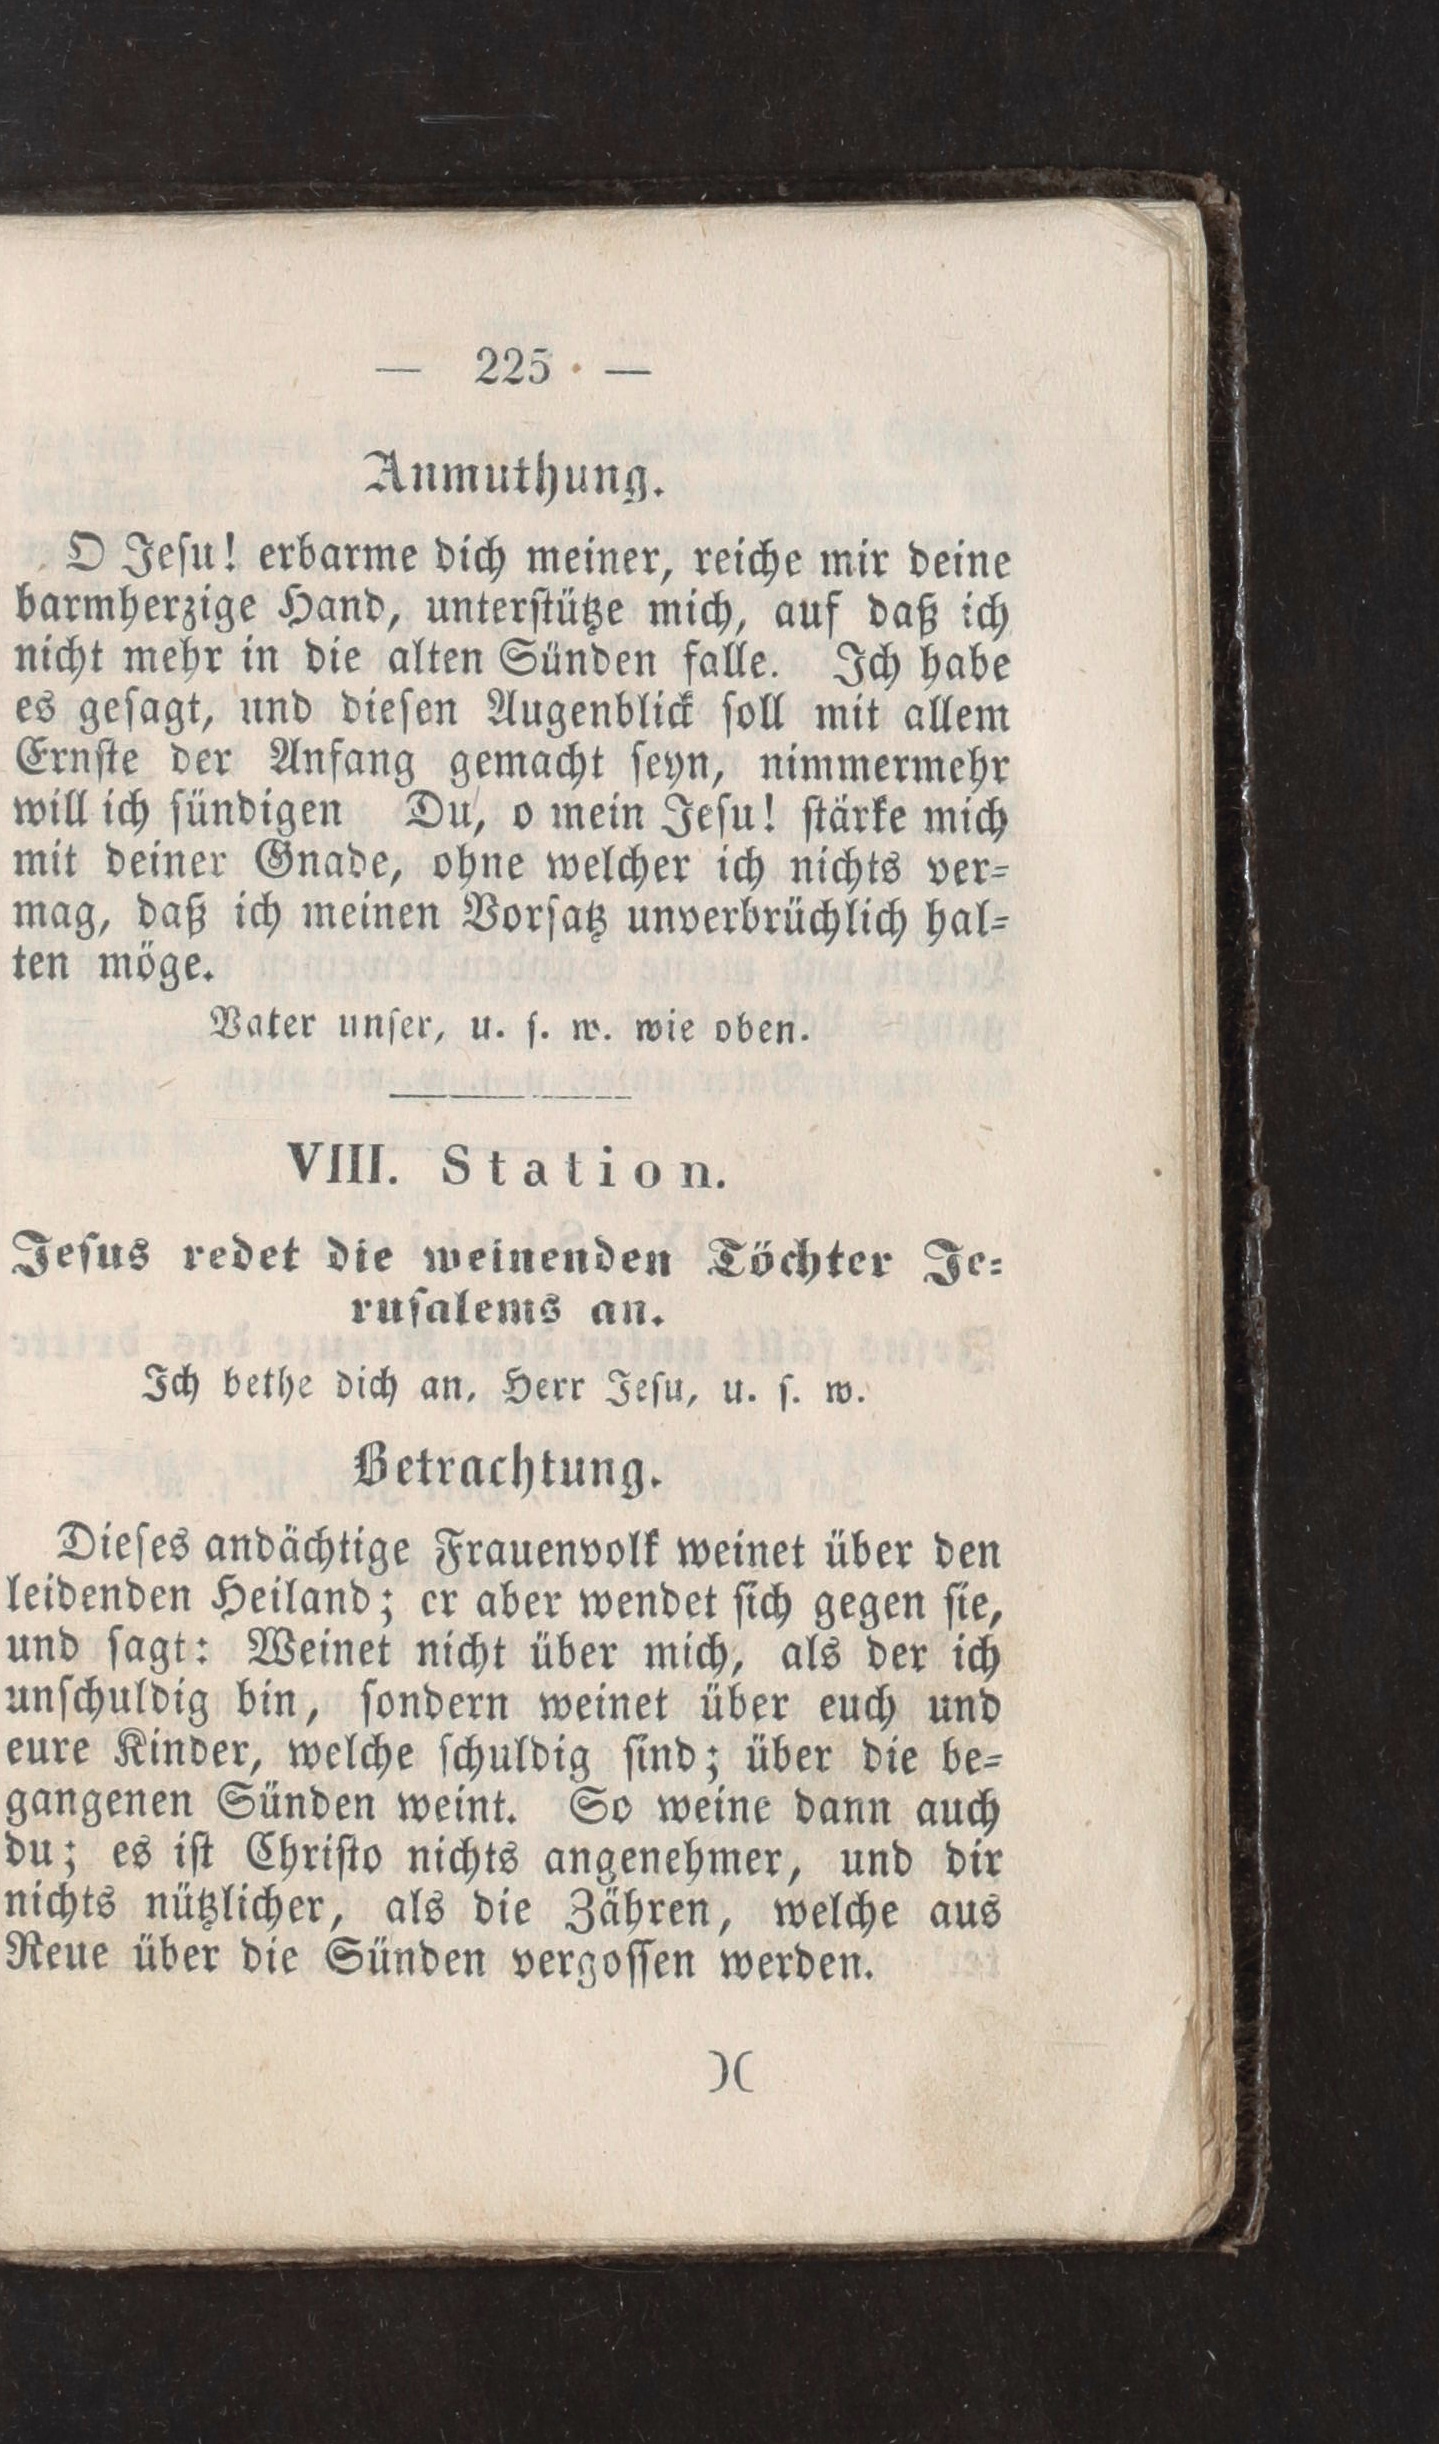 — 225 —
Anmuthung.
O Jeſu! erbarme dich meiner, reiche mir deine
barmherzige Hand, unterſtütze mich, auf daß ich
nicht mehr in die alten Sünden falle. Ich habe
es geſagt, und dieſen Augenblick ſoll mit allem
Ernſte der Anfang gemacht ſeyn, nimmermehr
will ich ſündigen Du, o mein Jeſu! ſtärke mich
mit deiner Gnade, ohne welcher ich nichts ver-
mag, daß ich meinen Vorſatz unverbrüchlich hal-
ten möge.
Vater unſer, u. ſ. w. wie oben.
VIII. Station.
Jeſus redet die weinenden Töchter Je-
ruſalems an.
Ich bethe dich an, Herr Jeſu, u. ſ. w.
Betrachtung.
Dieſes andächtige Frauenvolk weinet über den
leidenden Heiland; er aber wendet ſich gegen ſie,
und ſagt: Weinet nicht über mich, als der ich
unſchuldig bin, ſondern weinet über euch und
eure Kinder, welche ſchuldig ſind; über die be-
gangenen Sünden weint. So weine dann auch
du; es iſt Chriſto nichts angenehmer, und dir
nichts nützlicher, als die Zähren, welche aus
Reue über die Sünden vergoſſen werden.
)(